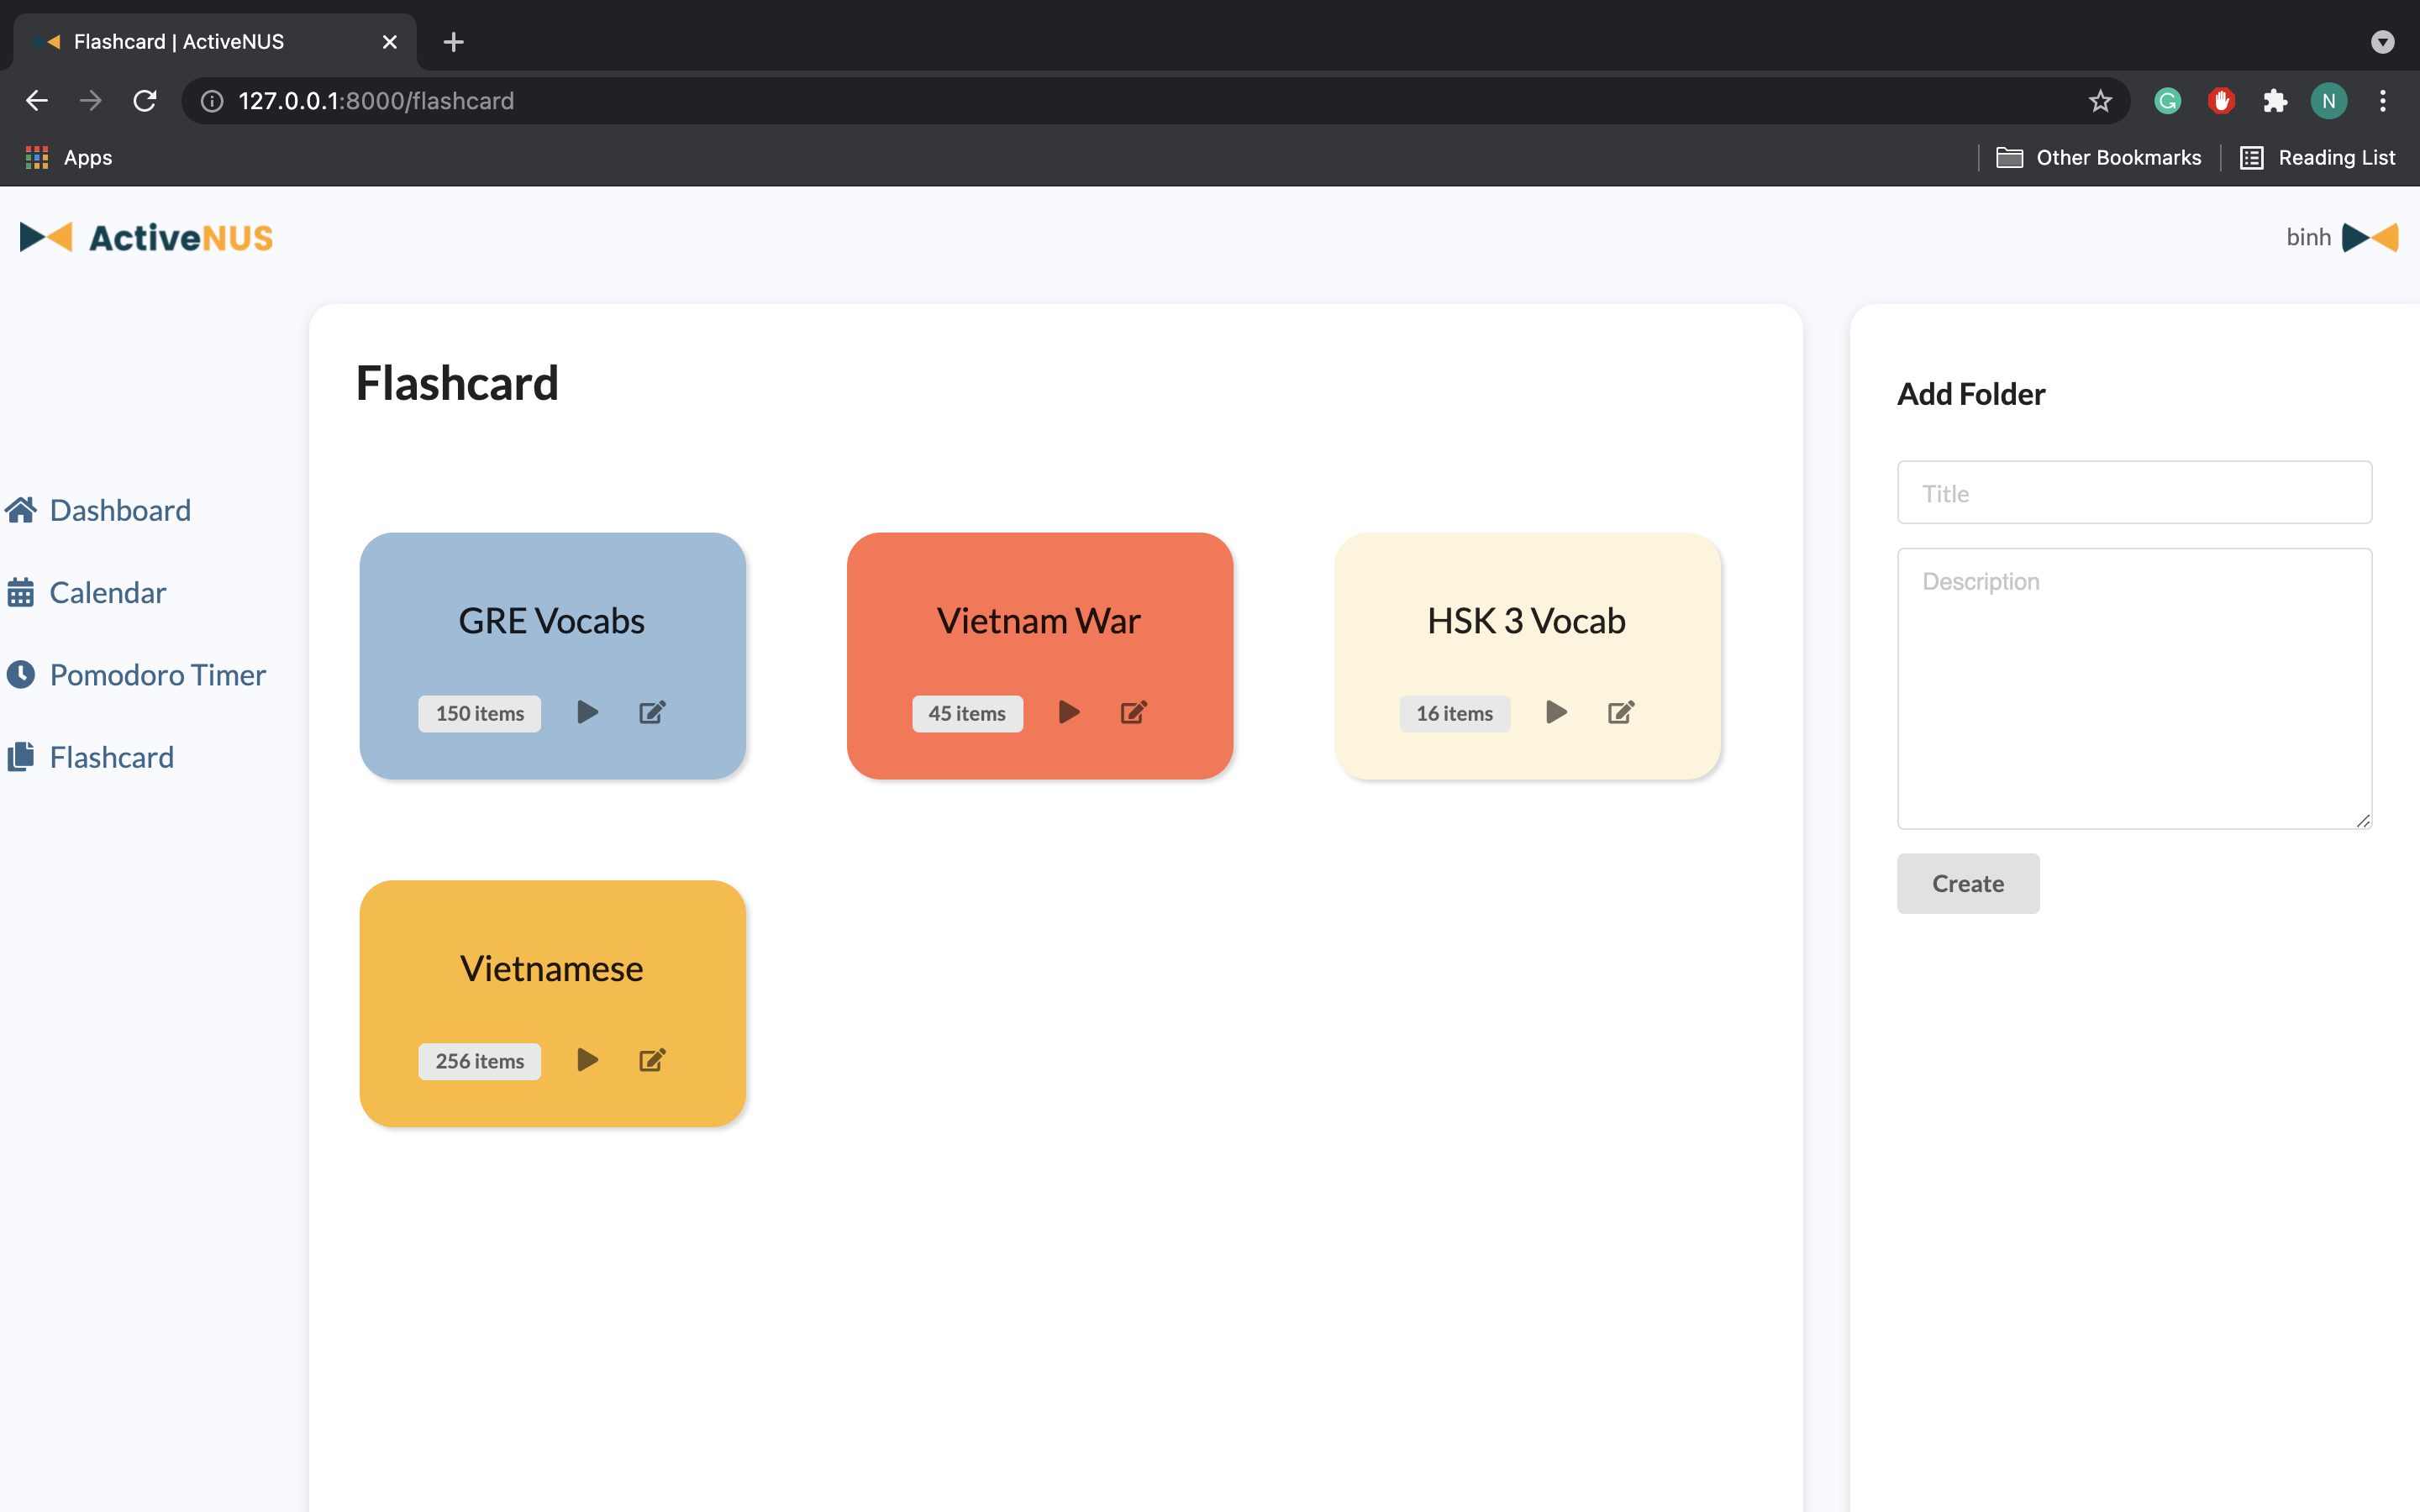 Flashcard | ActiveNUS
127.0.0.1:8000/flashcard
N
Apps
Other Bookmarks
Reading List
ActiveNUS
binh
Flashcard
Add Folder
Title
Dashboard
Description
Calendar
GRE Vocabs
Vietnam War
HSK 3 Vocab
Pomodoro Timer
150 items
45 items
16 items
Flashcard
Create
Vietnamese
256 items